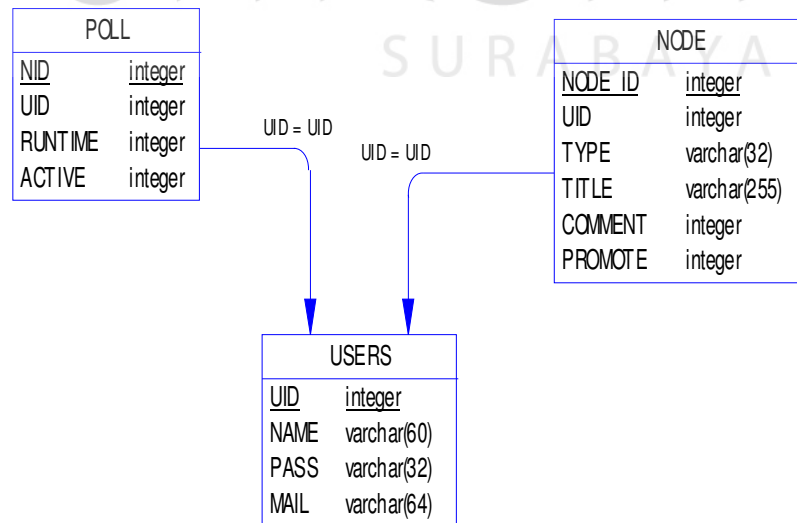 SURABAYA
POLL
NID integer
UID integer
RUNTIME integer
ACTIVE integer
NODE
NODE_ID integer
UID integer
TYPE varchar(32)
TITLE varchar(255)
COMMENT integer
PROMOTE integer
UID = UID
UID = UID
USERS
UID integer
NAME varchar(60)
PASS varchar(32)
MAIL varchar(64)